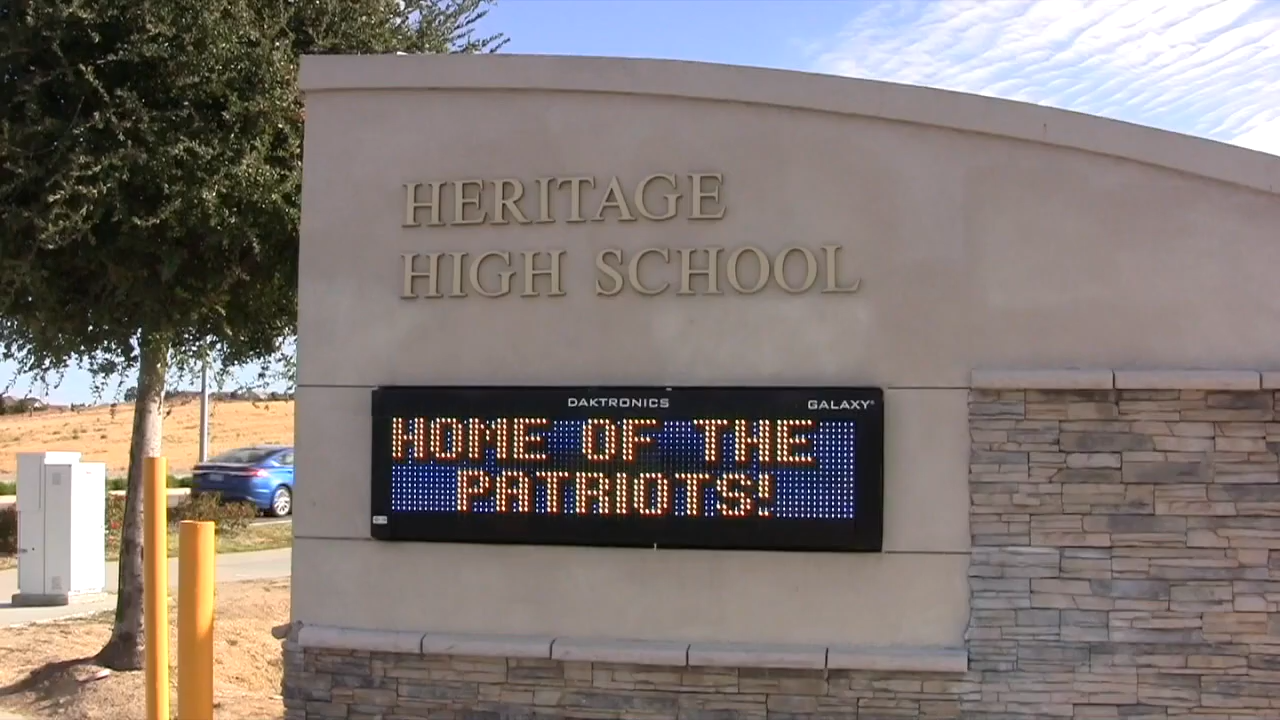 HERITAGE
HIGH SCHOOL
DAKTRONICS GALAXY®
HOME OF THE
PATRIOTS!